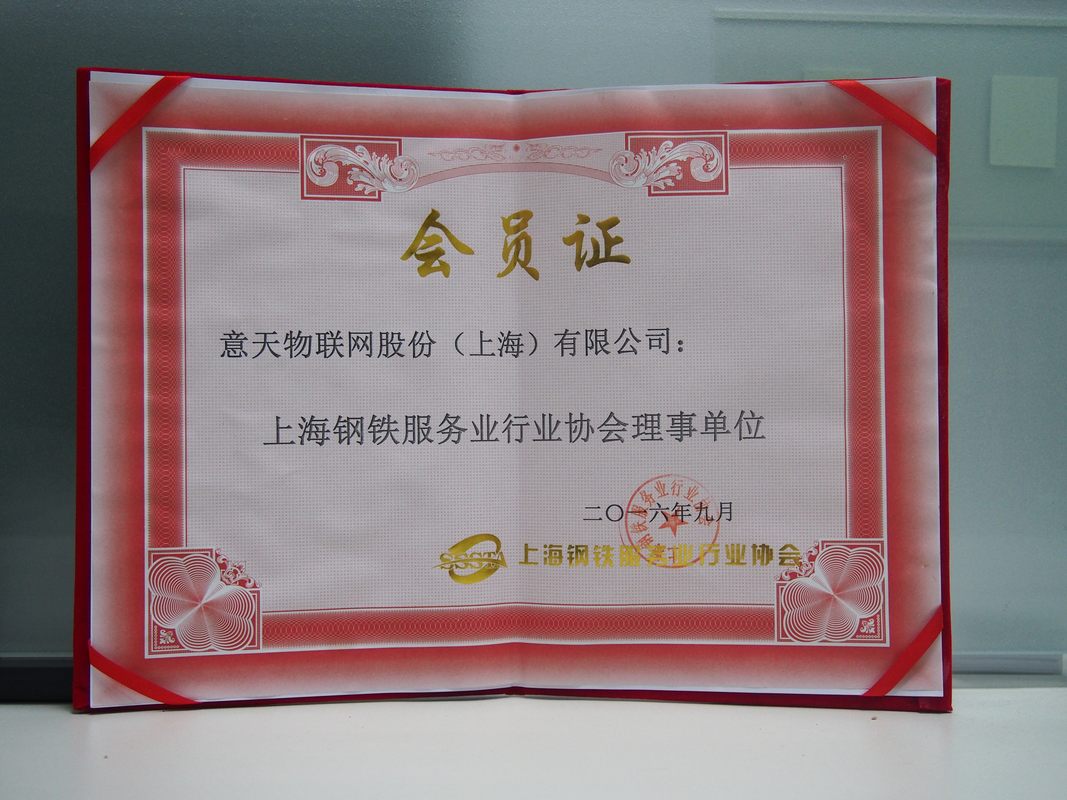 会员证
意天物联网股份（上海）有限公司：
上海钢铁服务业行业协会理事单位
二〇一六年九月
SSSTA 上海钢铁服务业行业协会